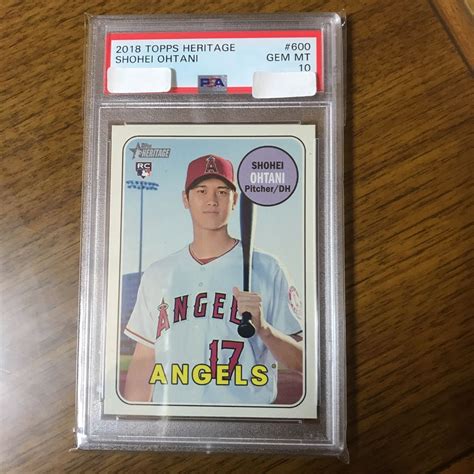 2018 TOPPS HERITAGE #600
SHOHEI OHTANI GEM MT
10
PSA
Topps
HERITAGE
RC
SHOHEI
OHTANI
Pitcher/DH
A
ANGEL
17
ANGELS